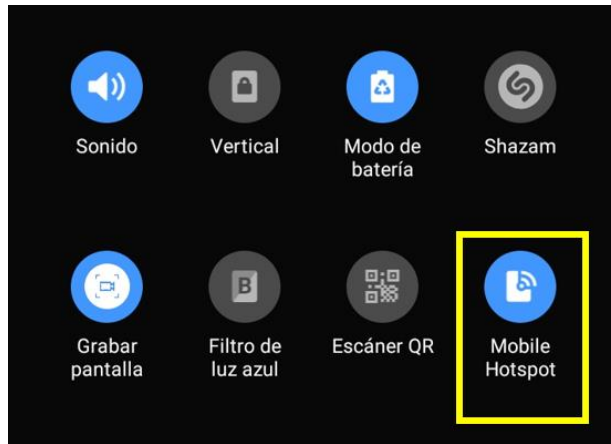 Sonido
Vertical
Modo de
batería
Shazam
Grabar
pantalla
Filtro de
luz azul
B
Escáner QR
Mobile
Hotspot